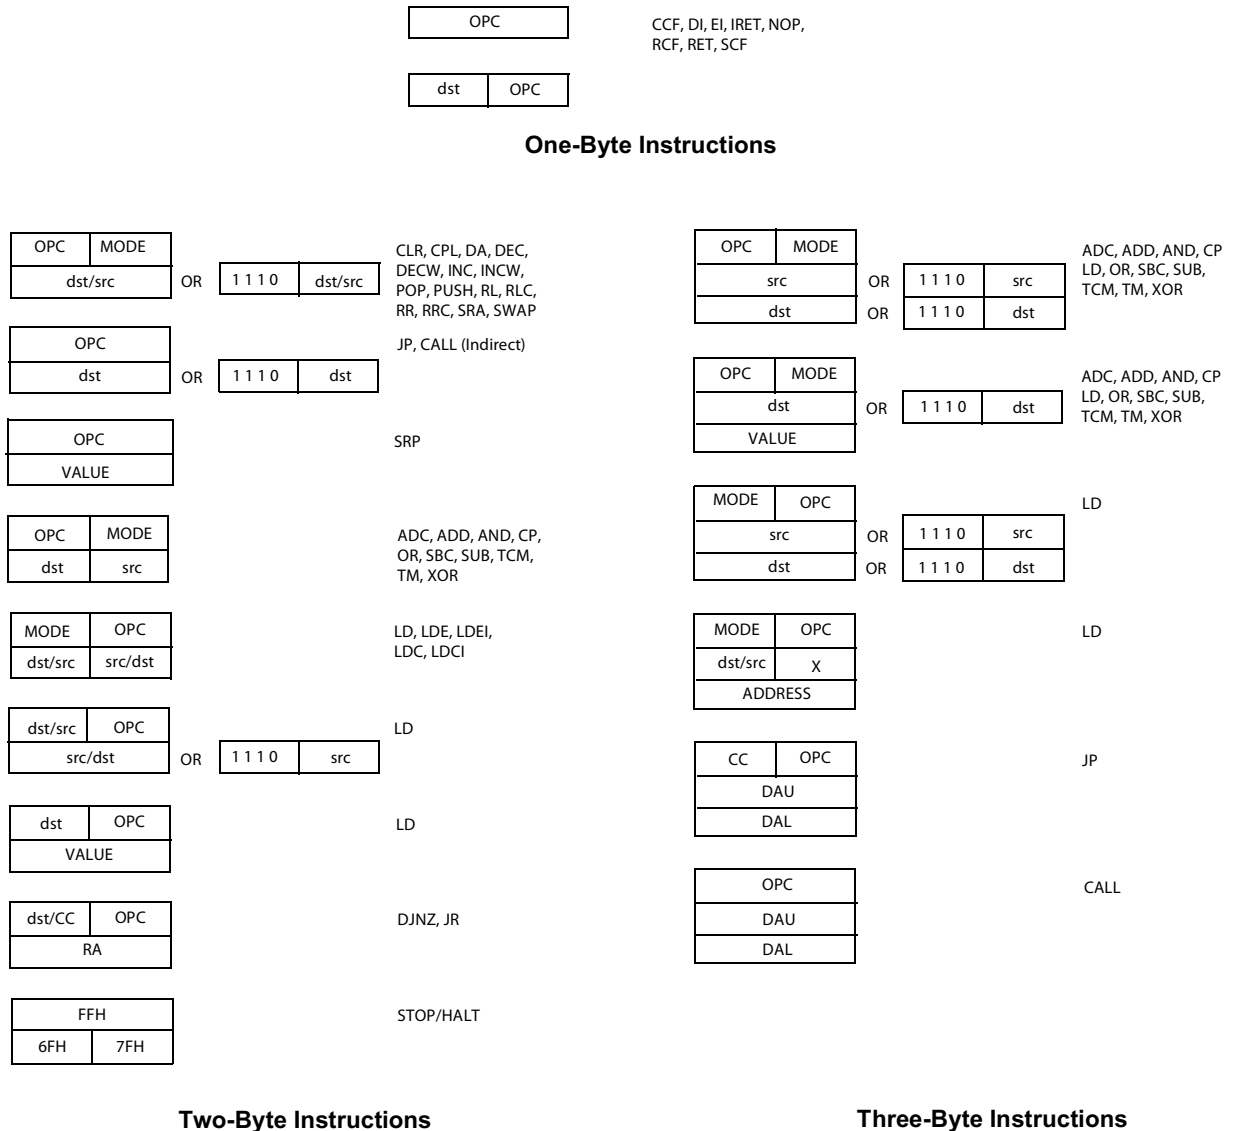 OPC
CCF, DI, EI, IRET, NOP,
RCF, RET, SCF
dst OPC
One-Byte Instructions
OPC MODE
dst/src OR 1 1 1 0 dst/src
CLR, CPL, DA, DEC,
DECW, INC, INCW,
POP, PUSH, RL, RLC,
RR, RRC, SRA, SWAP
OPC
dst OR 1 1 1 0 dst
JP, CALL (Indirect)
OPC
VALUE
SRP
OPC MODE
dst src
ADC, ADD, AND, CP,
OR, SBC, SUB, TCM,
TM, XOR
MODE OPC
dst/src src/dst
LD, LDE, LDEI,
LDC, LDCI
dst/src OPC
src/dst OR 1 1 1 0 src
LD
dst OPC
VALUE
LD
dst/CC OPC
RA
DJNZ, JR
FFH
6FH 7FH
STOP/HALT
Two-Byte Instructions
OPC MODE
src OR 1 1 1 0 src
dst OR 1 1 1 0 dst
ADC, ADD, AND, CP
LD, OR, SBC, SUB,
TCM, TM, XOR
OPC MODE
dst OR 1 1 1 0 dst
VALUE
ADC, ADD, AND, CP
LD, OR, SBC, SUB,
TCM, TM, XOR
MODE OPC
src OR 1 1 1 0 src
dst OR 1 1 1 0 dst
LD
MODE OPC
dst/src X
ADDRESS
LD
CC OPC
DAU
DAL
JP
OPC
DAU
DAL
CALL
Three-Byte Instructions